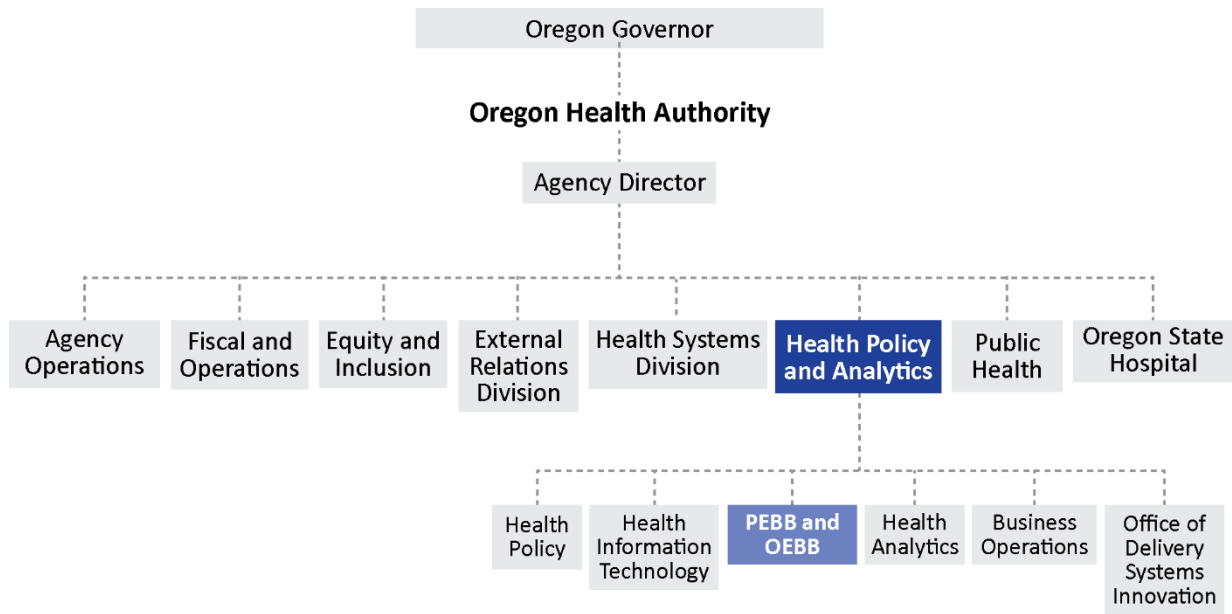 Oregon Governor
Oregon Health Authority
Agency Director
Agency
Operations
Fiscal and
Operations
Equity and
Inclusion
External
Relations
Division
Health Systems
Division
Health Policy
and Analytics
Public
Health
Oregon State
Hospital
Health
Policy
Health
Information
Technology
PEBB and
OEBB
Health
Analytics
Business
Operations
Office of
Delivery
Systems
Innovation